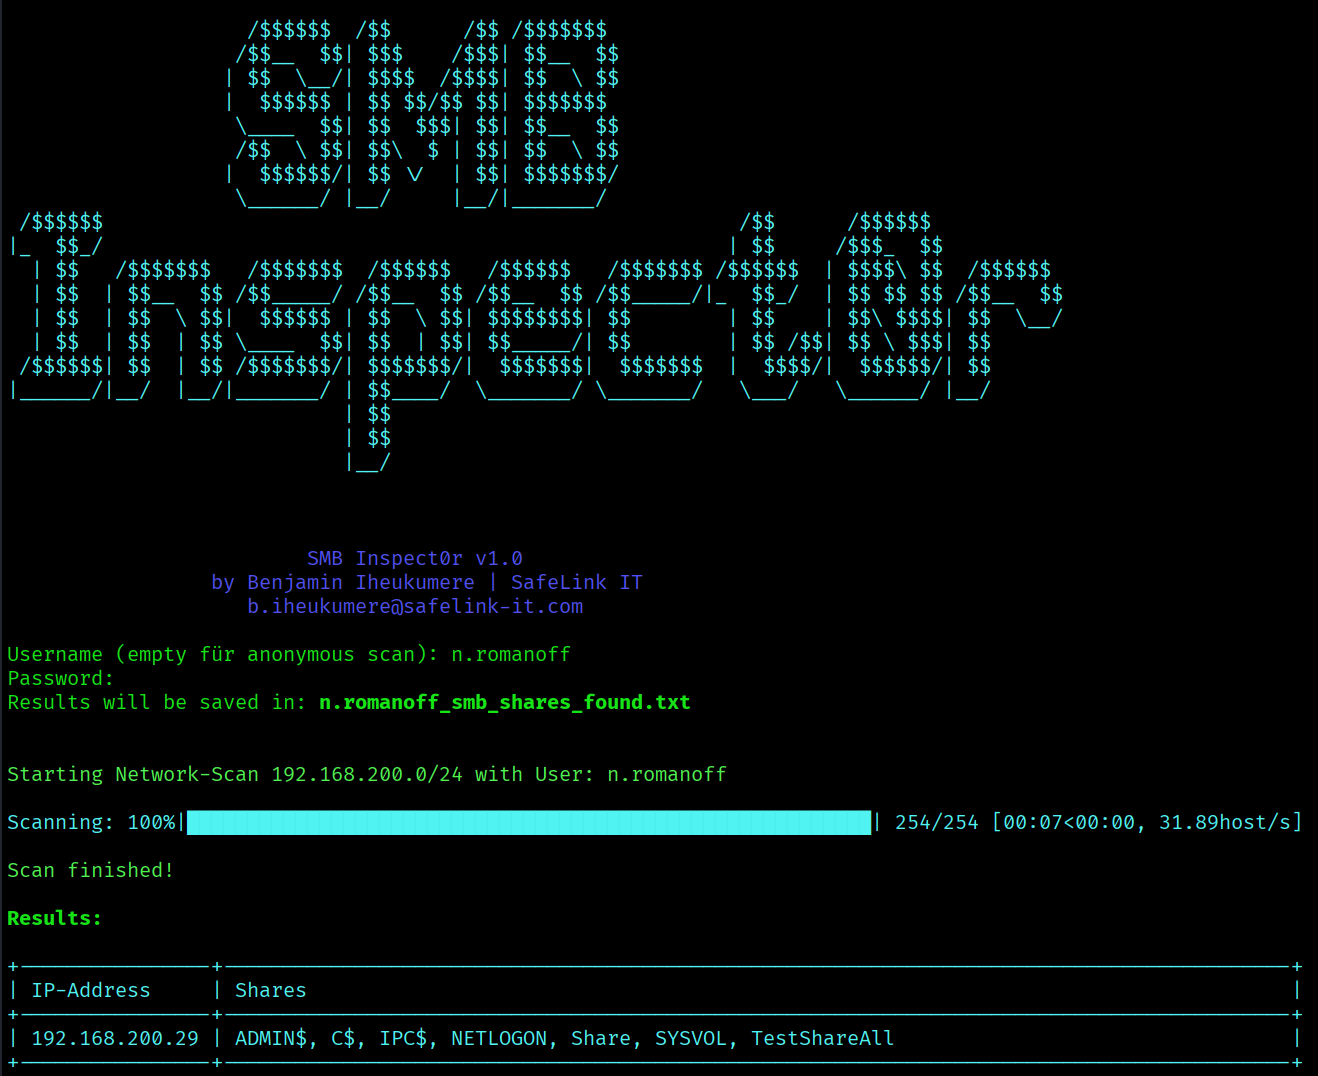 SMB
Inspect0r
SMB Inspect0r v1.0
by Benjamin Iheukumere | SafeLink IT
b.iheukumere@safelink-it.com
Username (empty für anonymous scan): n.romanoff
Password:
Results will be saved in: n.romanoff_smb_shares_found.txt
Starting Network-Scan 192.168.200.0/24 with User: n.romanoff
Scanning: 100%| | 254/254 [00:07<00:00, 31.89host/s]
Scan finished!
Results:
| IP-Address | Shares |
| 192.168.200.29 | ADMIN$, C$, IPC$, NETLOGON, Share, SYSVOL, TestShareAll |